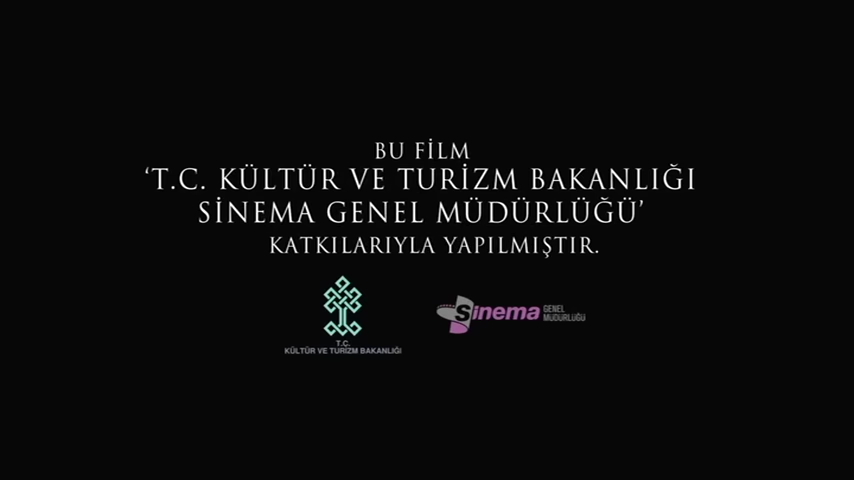 BU FİLM
‘T.C. KÜLTÜR VE TURİZM BAKANLIĞI
SİNEMA GENEL MÜDÜRLÜĞÜ’
KATKILARIYLA YAPILMIŞTIR.
T.C.
KÜLTÜR VE TURİZM BAKANLIĞI
Sinema GENEL MÜDÜRLÜĞÜ